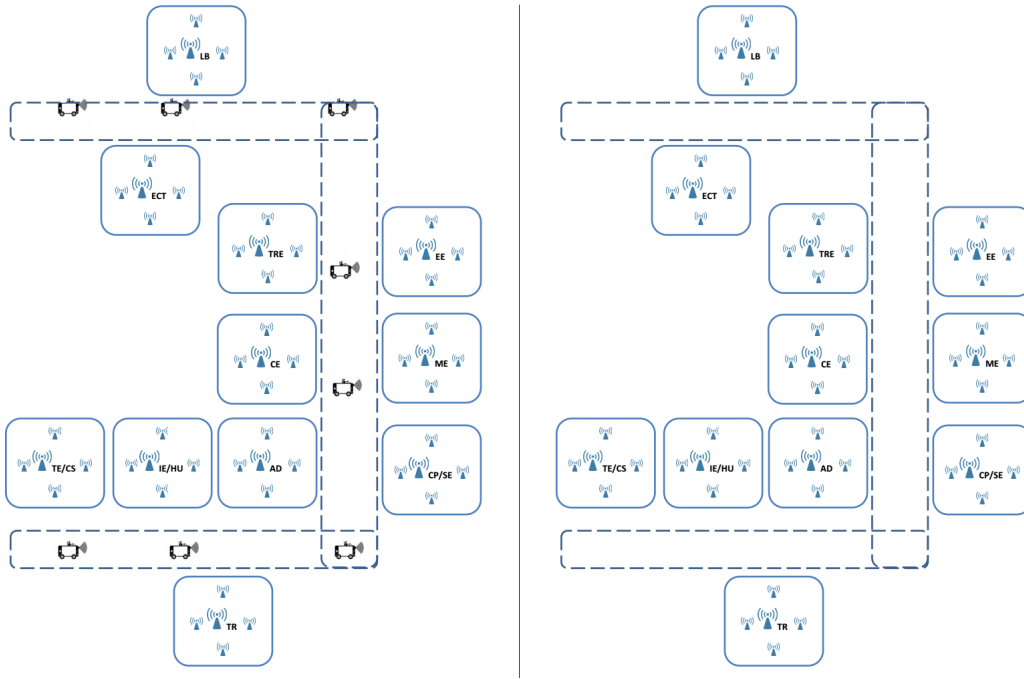 LB
ECT
TRE
EE
CE
ME
TE/CS
IE/HU
AD
CP/SE
TR
LB
ECT
TRE
EE
CE
ME
TE/CS
IE/HU
AD
CP/SE
TR